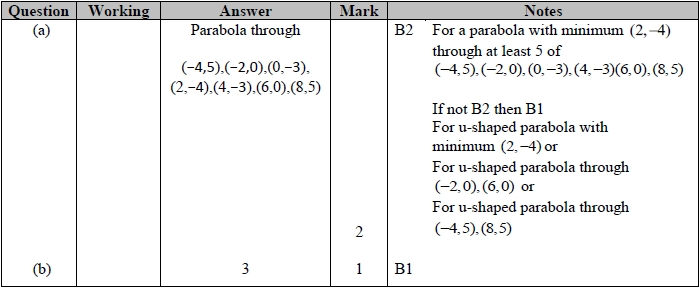 Question Working Answer Mark Notes
(a) Parabola through B2 For a parabola with minimum (2,−4)
through at least 5 of
(−4,5),(−2,0),(0,−3), (−4,5),(−2,0),(0,−3),(4,−3)(6,0),(8,5)
(2,−4),(4,−3),(6,0),(8,5)
If not B2 then B1
For u-shaped parabola with
minimum (2,−4) or
For u-shaped parabola through
(−2,0),(6,0) or
For u-shaped parabola through
2 (−4,5),(8,5)
(b) 3 1 B1